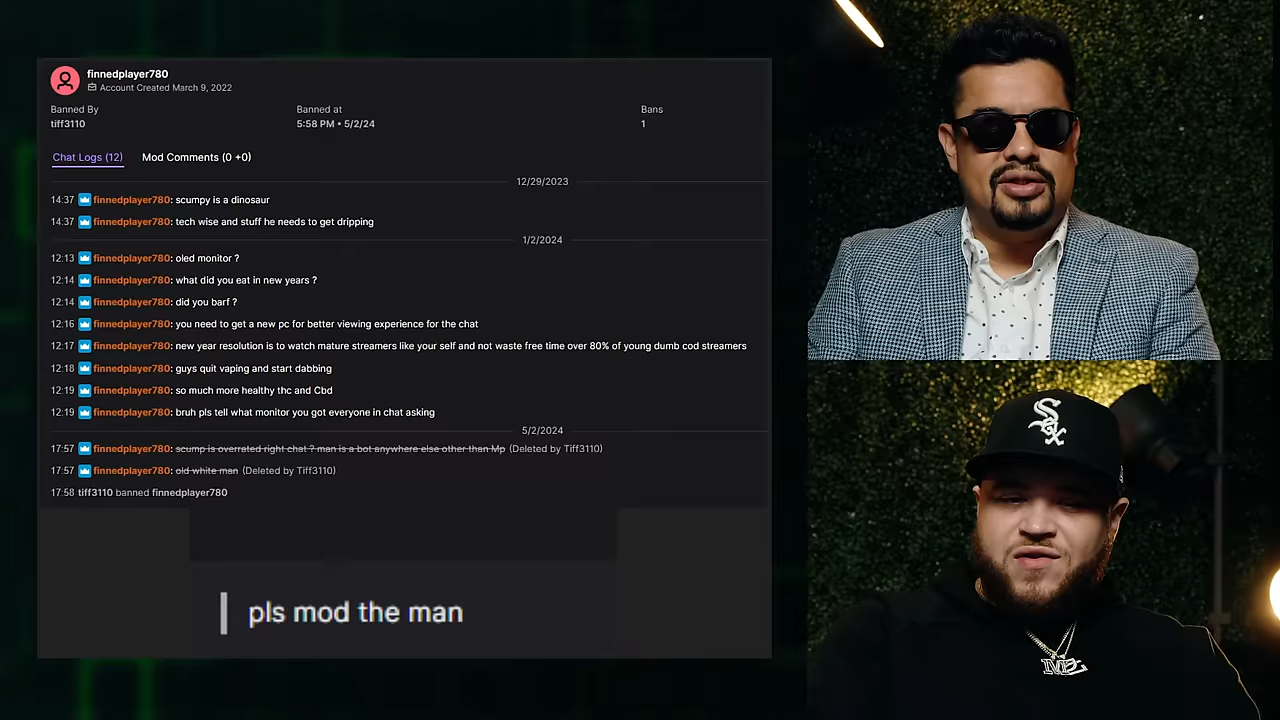 finnedplayer780
Account Created March 9, 2022
Banned By
Banned at
Bans
tiff3110
5:58 PM • 5/2/24
1
Chat Logs (12)
Mod Comments (0 +0)
12/29/2023
14:37 finnedplayer780: scumpy is a dinosaur
14:37 finnedplayer780: tech wise and stuff he needs to get dripping
1/2/2024
12:13 finnedplayer780: oled monitor ?
12:14 finnedplayer780: what did you eat in new years ?
12:14 finnedplayer780: did you barf ?
12:16 finnedplayer780: you need to get a new pc for better viewing experience for the chat
12:17 finnedplayer780: new year resolution is to watch mature streamers like your self and not waste free time over 80% of young dumb cod streamers
12:18 finnedplayer780: guys quit vaping and start dabbing
12:19 finnedplayer780: so much more healthy thc and Cbd
12:19 finnedplayer780: bruh pls tell what monitor you got everyone in chat asking
5/2/2024
17:57 finnedplayer780: scump is overrated right chat ? man is a bot anywhere else other than Mp (Deleted by Tiff3110)
17:57 finnedplayer780: old white man (Deleted by Tiff3110)
17:58 tiff3110 banned finnedplayer780
pls mod the man
Sox